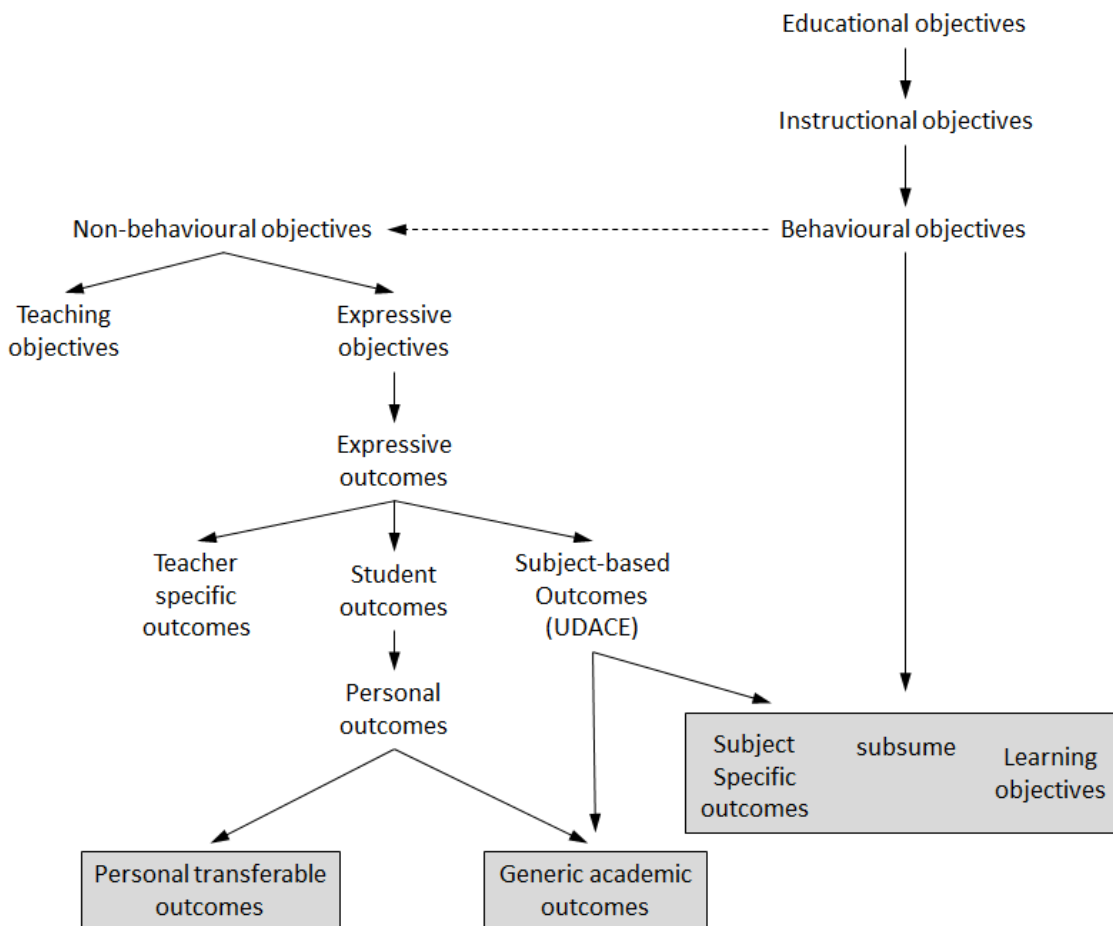 Educational objectives
Instructional objectives
Non-behavioural objectives
Behavioural objectives
Teaching
objectives
Expressive
objectives
Expressive
outcomes
Teacher
specific
outcomes
Student
outcomes
Subject-based
Outcomes
(UDACE)
Personal
outcomes
Subject
Specific
outcomes
subsume
Learning
objectives
Personal transferable
outcomes
Generic academic
outcomes